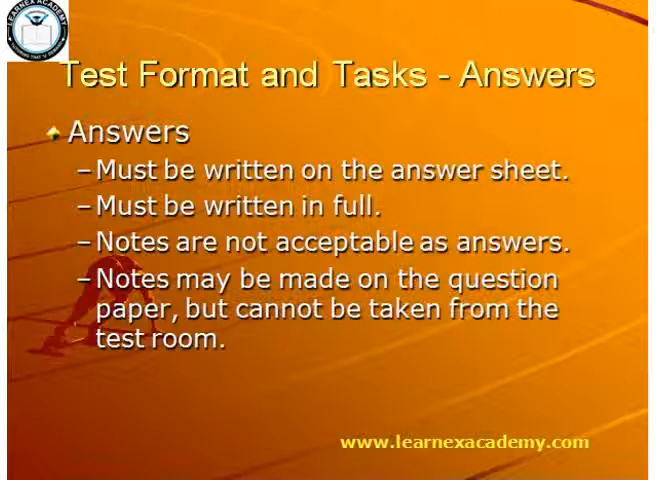 LEARNEX ACADEMY
Test Format and Tasks - Answers
Answers
–Must be written on the answer sheet.
–Must be written in full.
–Notes are not acceptable as answers.
–Notes may be made on the question
paper, but cannot be taken from the
test room.
www.learnexacademy.com